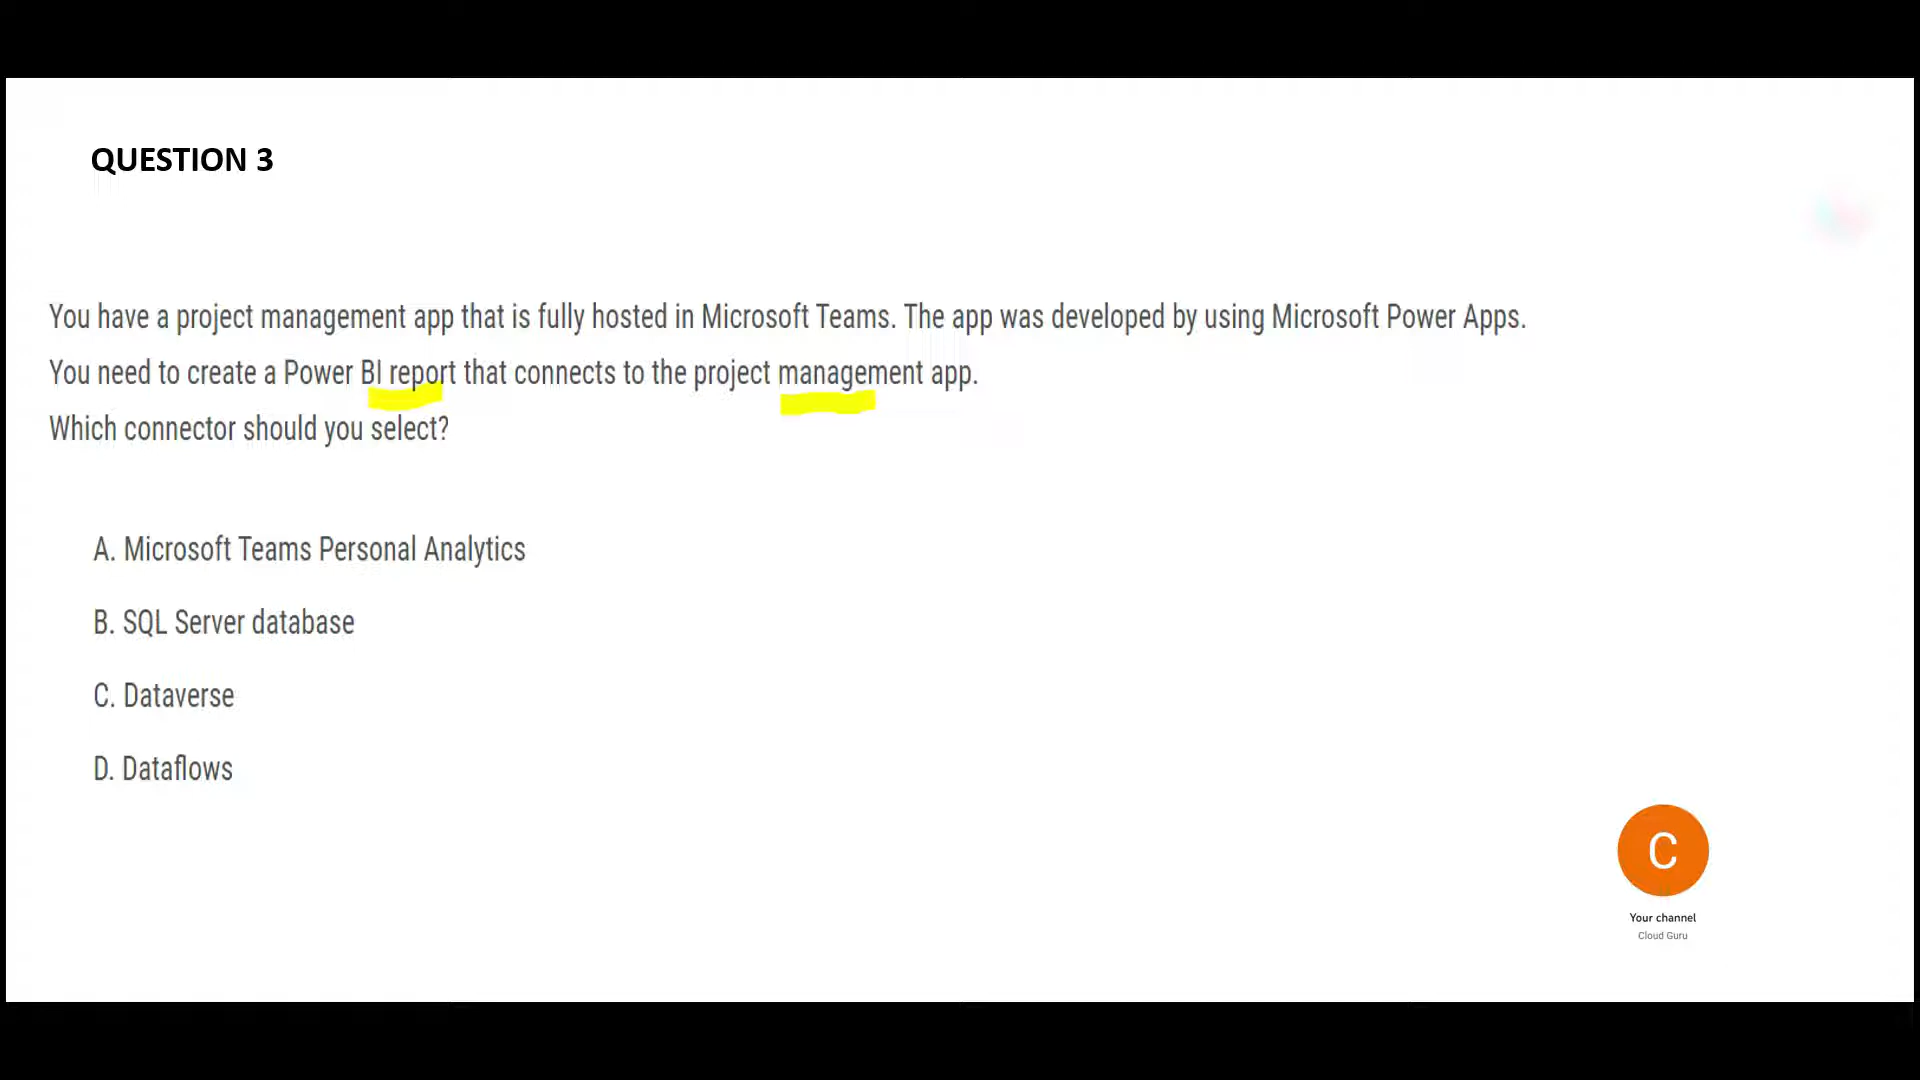 QUESTION 3
You have a project management app that is fully hosted in Microsoft Teams. The app was developed by using Microsoft Power Apps.
You need to create a Power BI report that connects to the project management app.
Which connector should you select?
A. Microsoft Teams Personal Analytics
B. SQL Server database
C. Dataverse
D. Dataflows
C
Your channel
Cloud Guru